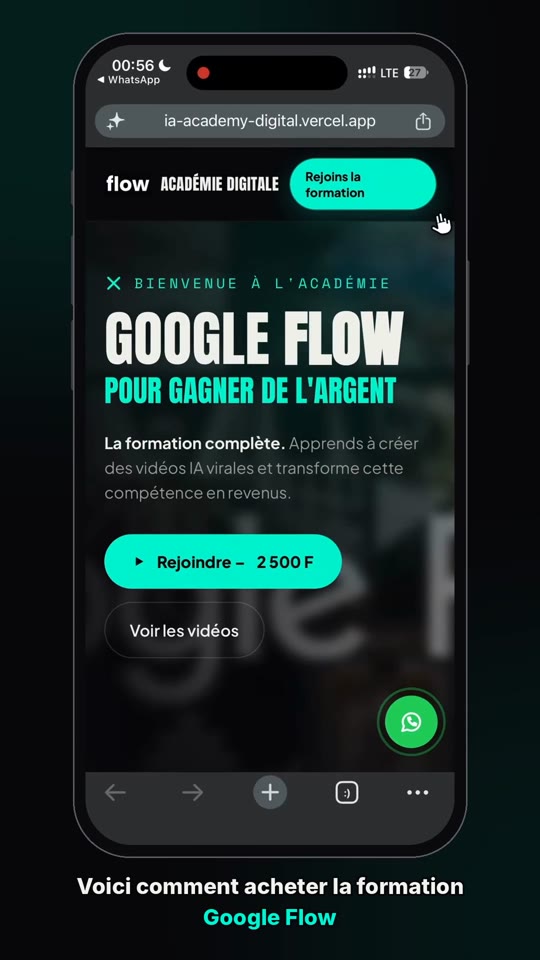 00:56
WhatsApp
LTE 27
ia-academy-digital.vercel.app
flow ACADÉMIE DIGITALE
Rejoins la
formation
BIENVENUE À L'ACADÉMIE
GOOGLE FLOW
POUR GAGNER DE L'ARGENT
La formation complète. Apprends à créer
des vidéos IA virales et transforme cette
compétence en revenus.
Rejoindre – 2 500 F
Voir les vidéos
:)
Voici comment acheter la formation
Google Flow